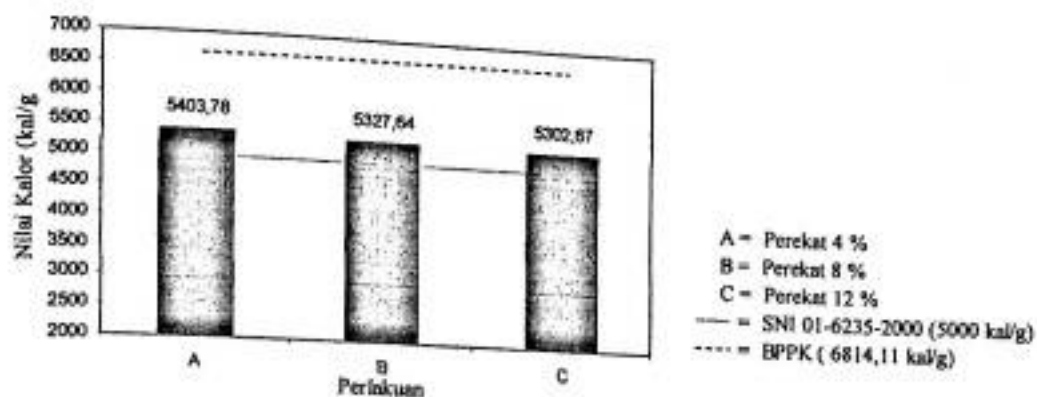 7000
6500
6000
5500
5000
4500
4000
3500
3000
2500
2000
Nilai Kalor (kal/g)
5403,78
5327,64
5302,67
A
B
C
Perlakuan
A = Perekat 4 %
B = Perekat 8 %
C = Perekat 12 %
= SNI 01-6235-2000 (5000 kal/g)
= BPPK ( 6814,11 kal/g)